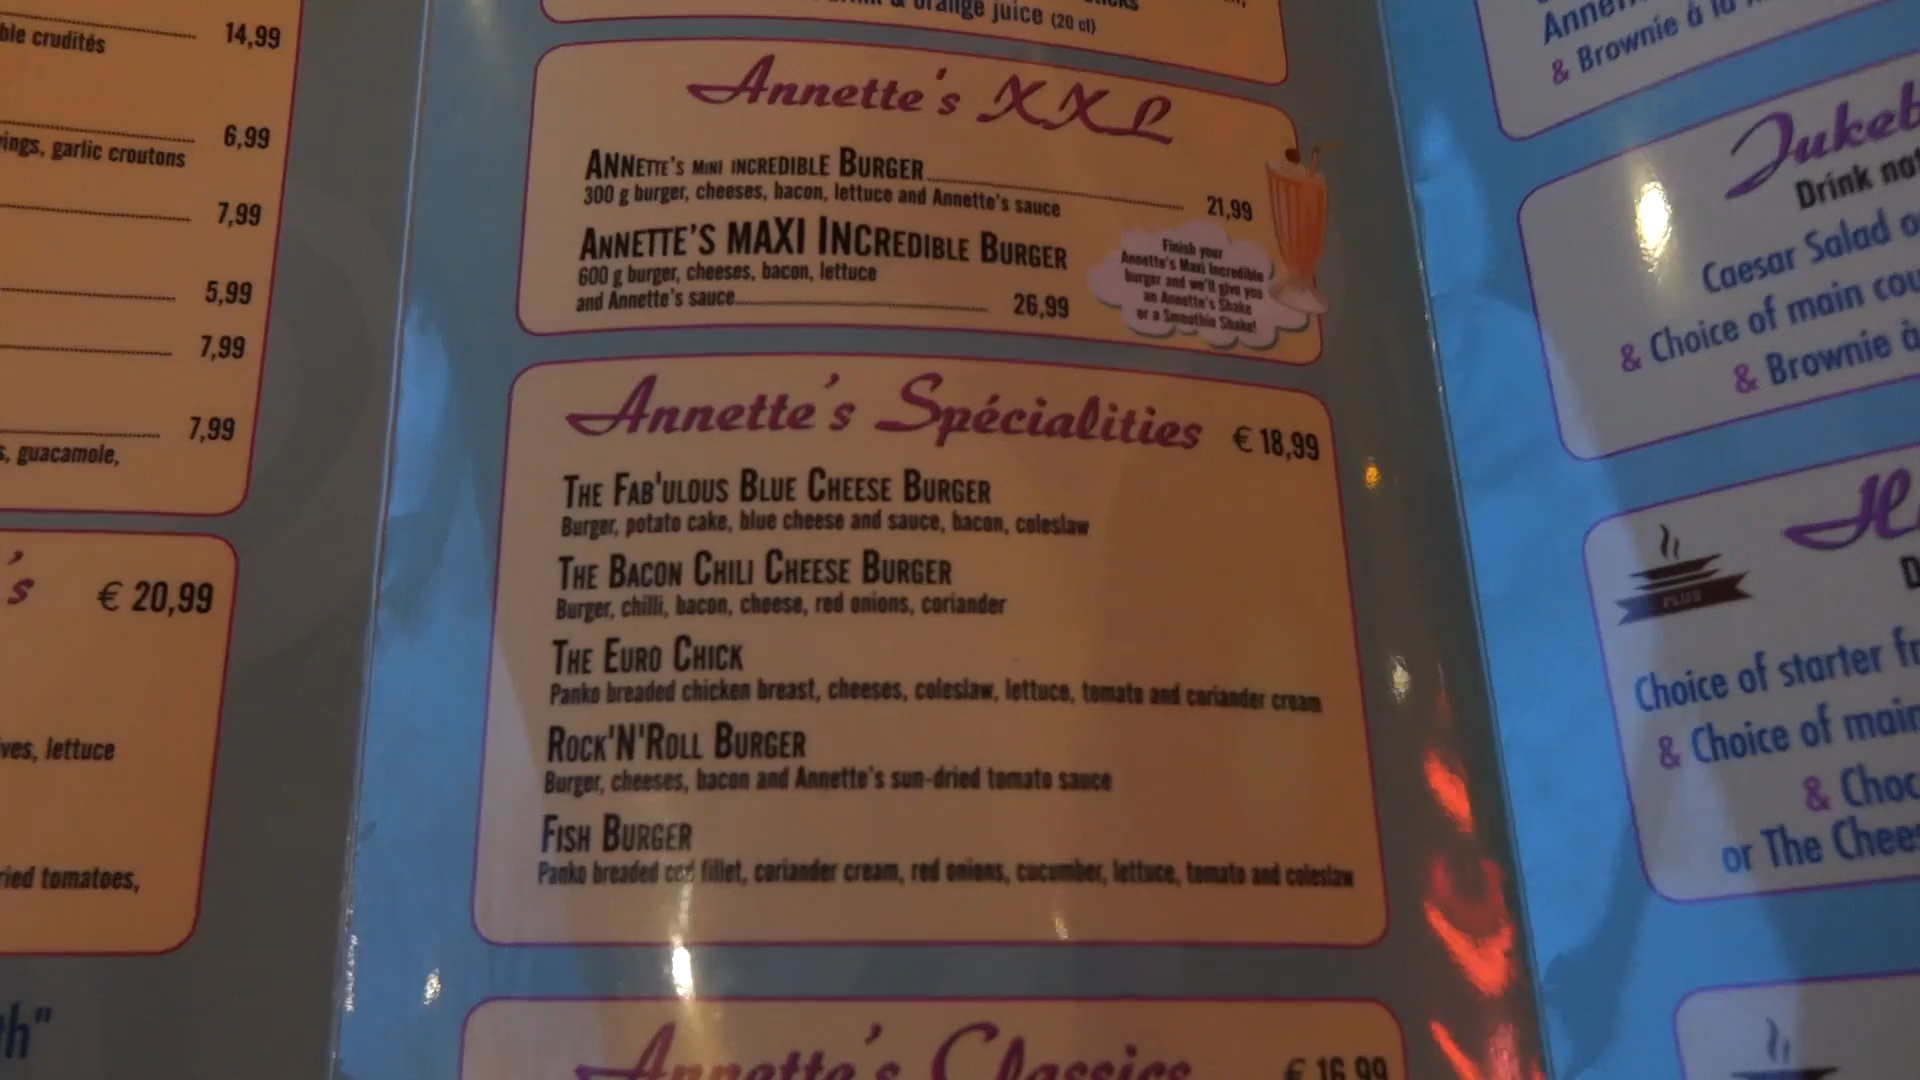 14,99
ble crudités
6,99
ings, garlic croutons
7,99
5,99
7,99
7,99
s, guacamole,
's € 20,99
ves, lettuce
ried tomatoes,
th"
& orange juice (20 cl)
Annette's XXL
ANNETTE'S MINI INCREDIBLE BURGER 21,99
300 g burger, cheeses, bacon, lettuce and Annette's sauce
ANNETTE'S MAXI INCREDIBLE BURGER
600 g burger, cheeses, bacon, lettuce
and Annette's sauce 26,99
Finish your
Annette's Maxi Incredible
burger and we'll give you
an Annette's Shake
or a Smoothie Shake!
Annette's Spécialities € 18,99
THE FAB'ULOUS BLUE CHEESE BURGER
Burger, potato cake, blue cheese and sauce, bacon, coleslaw
THE BACON CHILI CHEESE BURGER
Burger, chilli, bacon, cheese, red onions, coriander
THE EURO CHICK
Panko breaded chicken breast, cheeses, coleslaw, lettuce, tomato and coriander cream
ROCK'N'ROLL BURGER
Burger, cheeses, bacon and Annette's sun-dried tomato sauce
FISH BURGER
Panko breaded cod fillet, coriander cream, red onions, cucumber, lettuce, tomato and coleslaw
Annette's Classics € 16,99
Annet
& Brownie à la
Jukeb
Drink not
Caesar Salad o
& Choice of main cou
& Brownie à
PLUS
H
D
Choice of starter fr
& Choice of main
& Choc
or The Chees